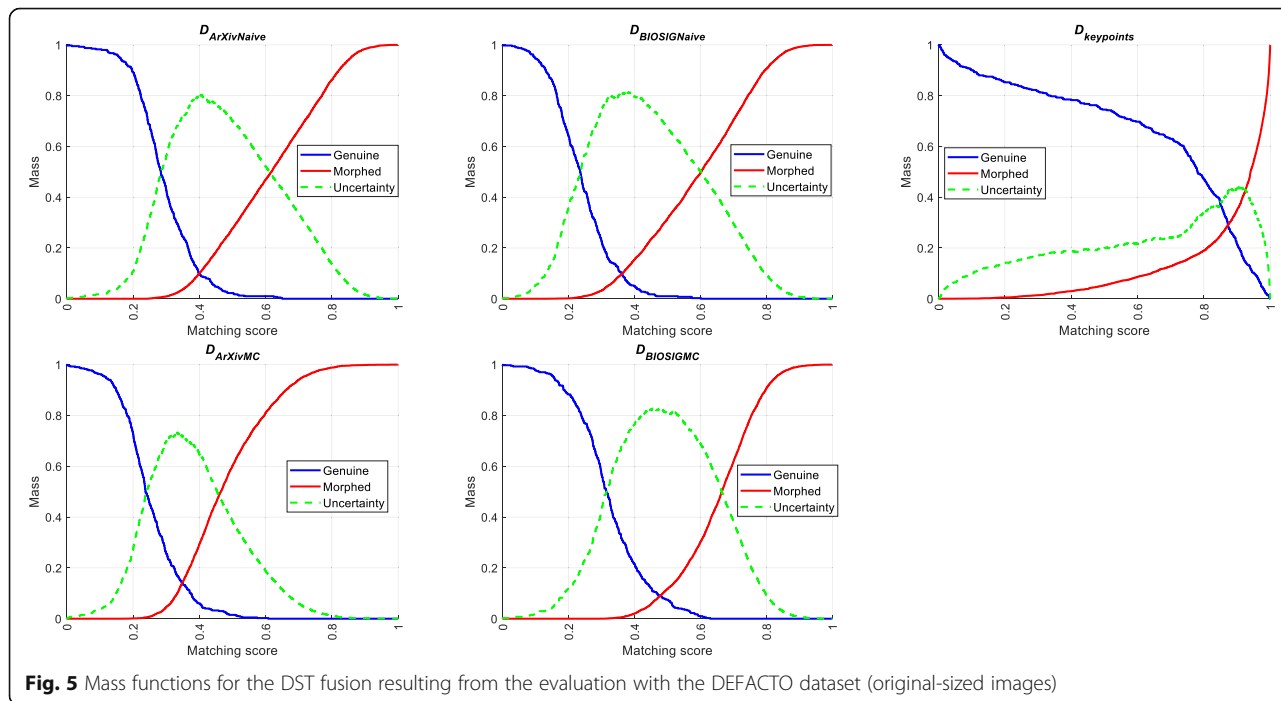 D_ArXivNaive
1
0.8
0.6
0.4
0.2
0
Mass
Genuine
Morphed
Uncertainty
0
0.2
0.4
0.6
0.8
1
Matching score
D_BIOSIGNaive
1
0.8
0.6
0.4
0.2
0
Mass
Genuine
Morphed
Uncertainty
0
0.2
0.4
0.6
0.8
1
Matching score
D_keypoints
1
0.8
0.6
0.4
0.2
0
Mass
Genuine
Morphed
Uncertainty
0
0.2
0.4
0.6
0.8
1
Matching score
D_ArXivMC
1
0.8
0.6
0.4
0.2
0
Mass
Genuine
Morphed
Uncertainty
0
0.2
0.4
0.6
0.8
1
Matching score
D_BIOSIGMC
1
0.8
0.6
0.4
0.2
0
Mass
Genuine
Morphed
Uncertainty
0
0.2
0.4
0.6
0.8
1
Matching score
Fig. 5 Mass functions for the DST fusion resulting from the evaluation with the DEFACTO dataset (original-sized images)